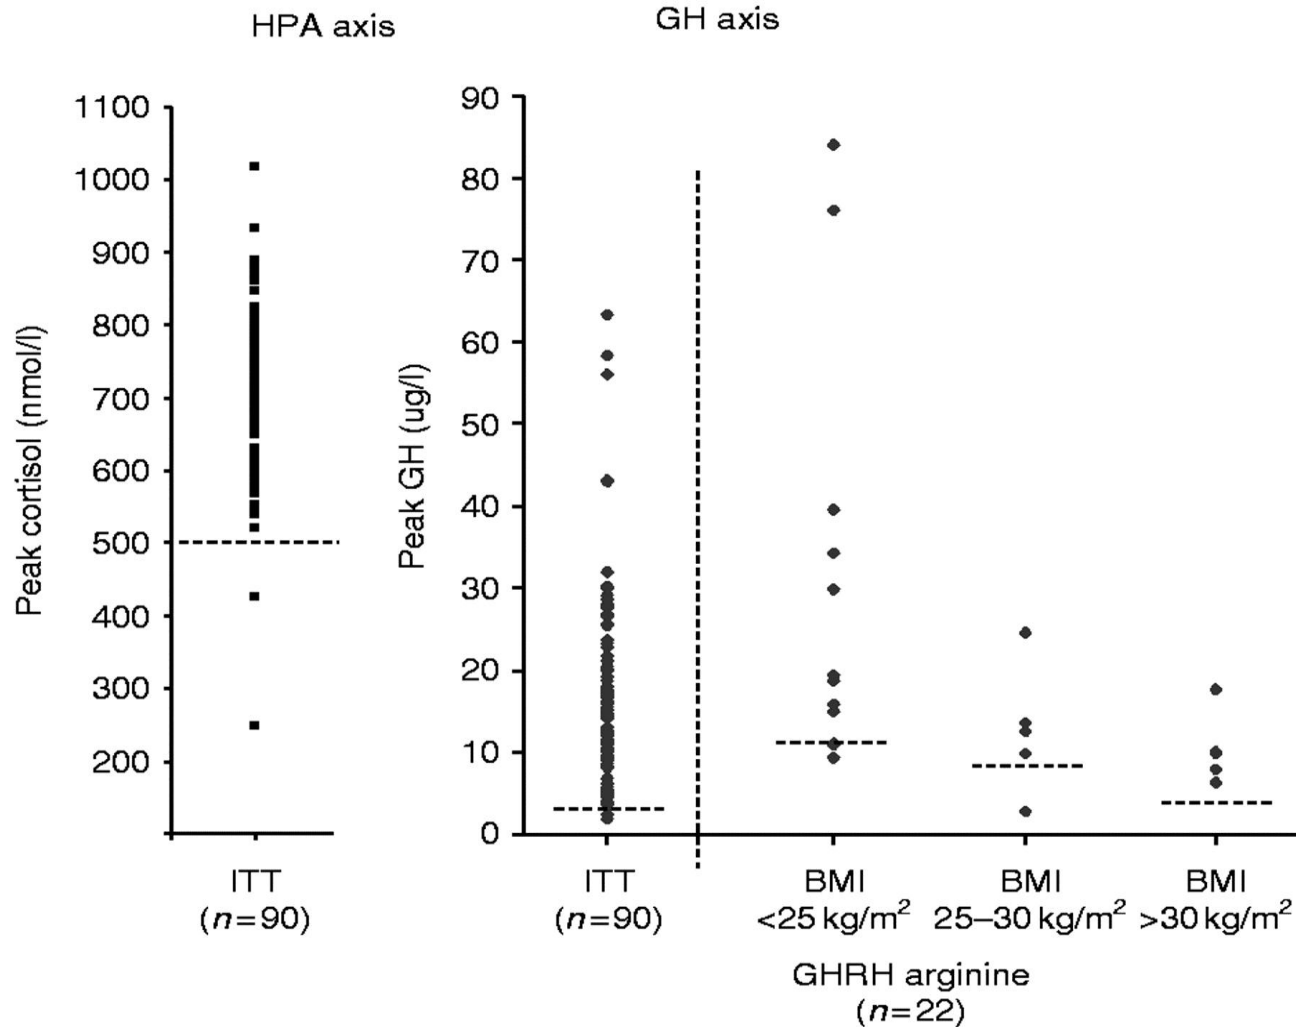 HPA axis
GH axis
Peak cortisol (nmol/l)
1100
1000
900
800
700
600
500
400
300
200
ITT
(n=90)
Peak GH (ug/l)
90
80
70
60
50
40
30
20
10
0
ITT
(n=90)
BMI
<25 kg/m²
BMI
25–30 kg/m²
BMI
>30 kg/m²
GHRH arginine
(n=22)